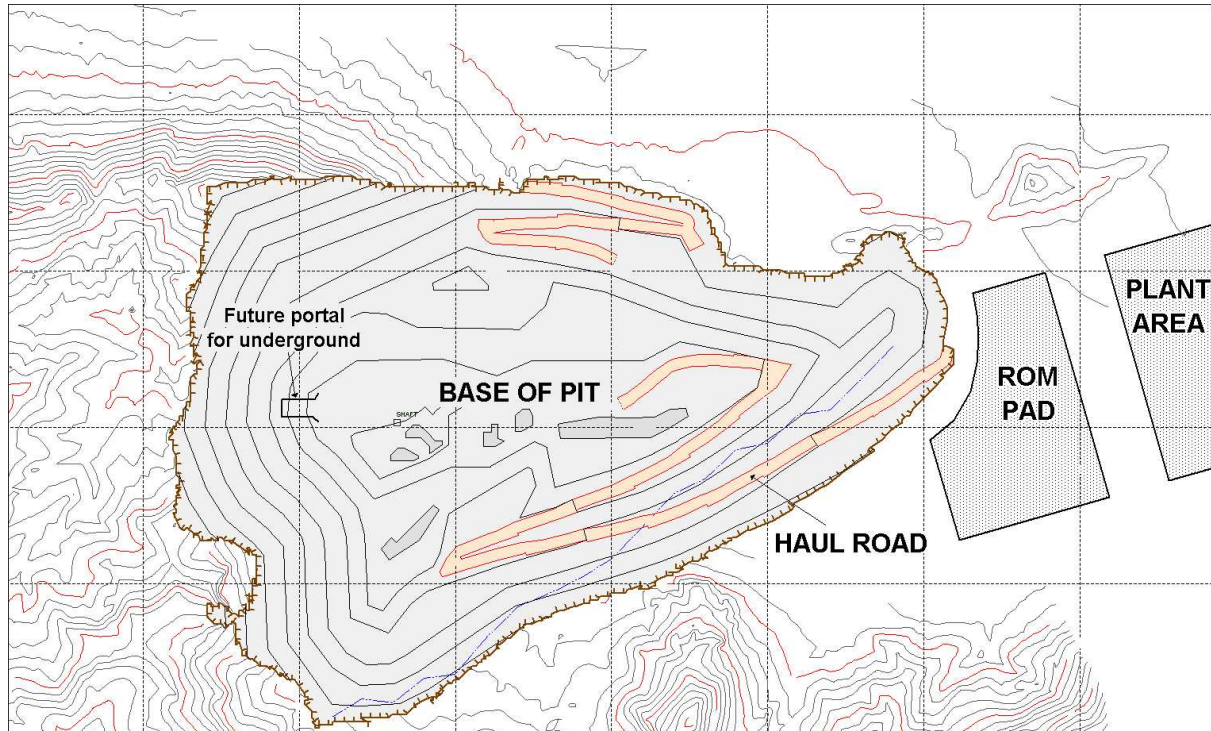 PLANT
AREA
Future portal
for underground
ROM
PAD
BASE OF PIT
SHAFT
HAUL ROAD